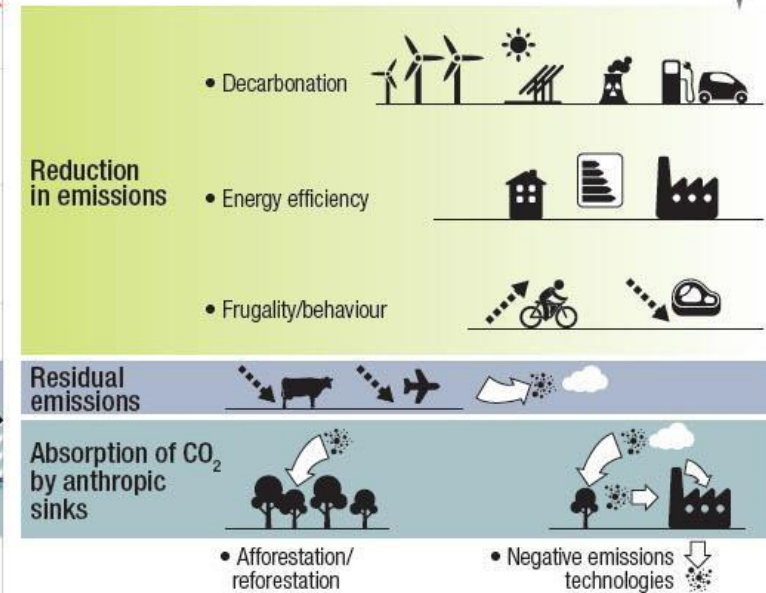 • Decarbonation
Reduction
in emissions
• Energy efficiency
• Frugality/behaviour
Residual
emissions
Absorption of CO₂
by anthropic
sinks
• Afforestation/
reforestation
• Negative emissions
technologies